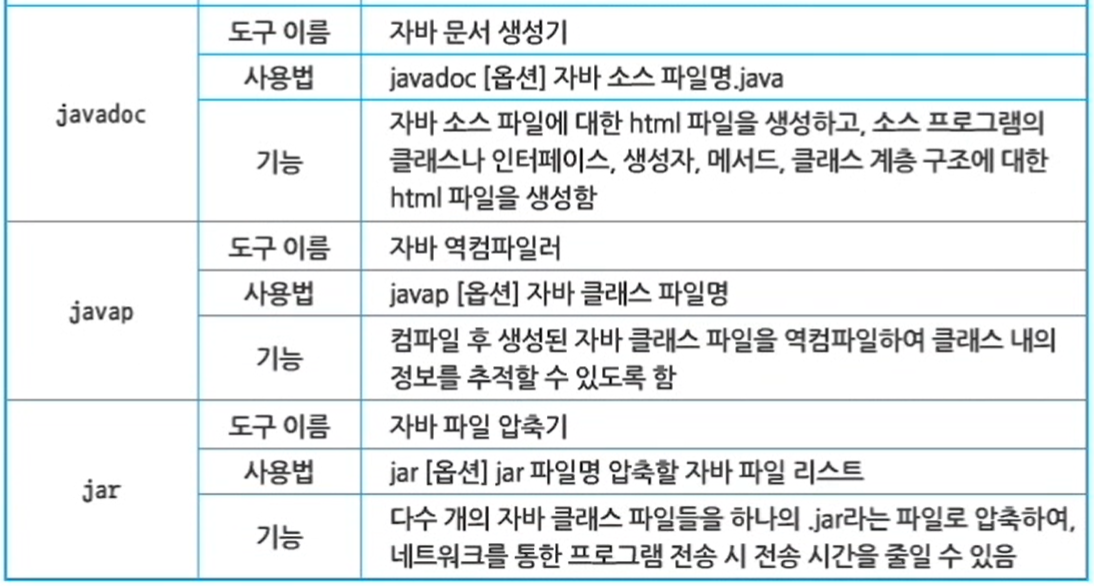 javadoc
도구 이름 자바 문서 생성기
사용법 javadoc [옵션] 자바 소스 파일명.java
기능 자바 소스 파일에 대한 html 파일을 생성하고, 소스 프로그램의
클래스나 인터페이스, 생성자, 메서드, 클래스 계층 구조에 대한
html 파일을 생성함
javap
도구 이름 자바 역컴파일러
사용법 javap [옵션] 자바 클래스 파일명
기능 컴파일 후 생성된 자바 클래스 파일을 역컴파일하여 클래스 내의
정보를 추적할 수 있도록 함
jar
도구 이름 자바 파일 압축기
사용법 jar [옵션] jar 파일명 압축할 자바 파일 리스트
기능 다수 개의 자바 클래스 파일들을 하나의 .jar라는 파일로 압축하여,
네트워크를 통한 프로그램 전송 시 전송 시간을 줄일 수 있음